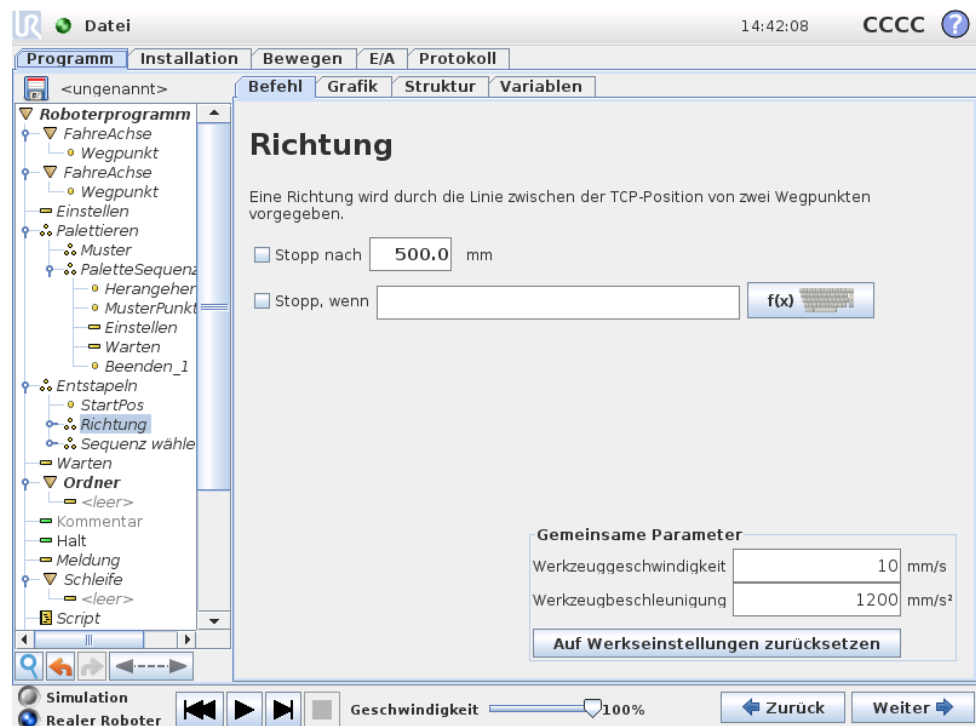 UR Datei 14:42:08 CCCC ?
Programm Installation Bewegen E/A Protokoll
<ungenannt>
Befehl Grafik Struktur Variablen
Roboterprogramm
FahreAchse
Wegpunkt
FahreAchse
Wegpunkt
Einstellen
Palettieren
Muster
PaletteSequenz
Herangeher
MusterPunkt
Einstellen
Warten
Beenden_1
Entstapeln
StartPos
Richtung
Sequenz wähle
Warten
Ordner
<leer>
Kommentar
Halt
Meldung
Schleife
<leer>
Script
Richtung
Eine Richtung wird durch die Linie zwischen der TCP-Position von zwei Wegpunkten
vorgegeben.
Stopp nach 500.0 mm
Stopp, wenn f(x)
Gemeinsame Parameter
Werkzeuggeschwindigkeit 10 mm/s
Werkzeugbeschleunigung 1200 mm/s²
Auf Werkseinstellungen zurücksetzen
Simulation
Realer Roboter
Geschwindigkeit 100%
Zurück Weiter